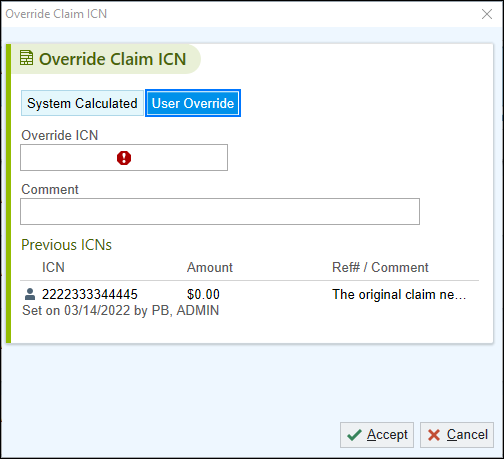 Override Claim ICN
Override Claim ICN
System Calculated User Override
Override ICN
Comment
Previous ICNs
ICN Amount Ref# / Comment
2222333344445 $0.00 The original claim ne...
Set on 03/14/2022 by PB, ADMIN
Accept Cancel